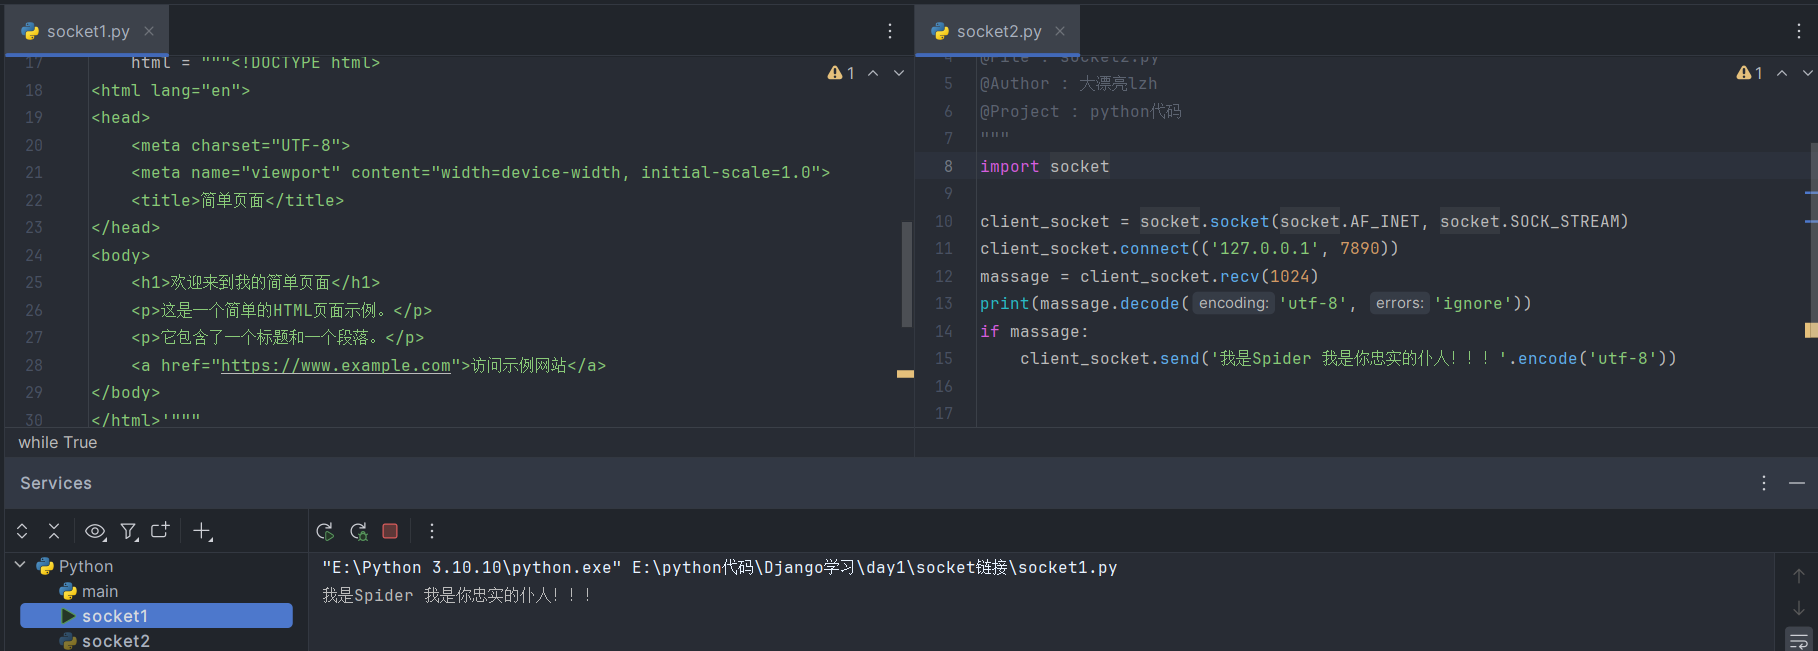 socket1.py
17 html = """<!DOCTYPE html>
18 <html lang="en">
19 <head>
20 <meta charset="UTF-8">
21 <meta name="viewport" content="width=device-width, initial-scale=1.0">
22 <title>简单页面</title>
23 </head>
24 <body>
25 <h1>欢迎来到我的简单页面</h1>
26 <p>这是一个简单的HTML页面示例。</p>
27 <p>它包含了一个标题和一个段落。</p>
28 <a href="https://www.example.com">访问示例网站</a>
29 </body>
30 </html>'"""
1
while True
socket2.py
4 @File : socket2.py
5 @Author : 大漂亮lzh
6 @Project : python代码
7 """
8 import socket
9
10 client_socket = socket.socket(socket.AF_INET, socket.SOCK_STREAM)
11 client_socket.connect(('127.0.0.1', 7890))
12 massage = client_socket.recv(1024)
13 print(massage.decode( encoding: 'utf-8', errors: 'ignore'))
14 if massage:
15 client_socket.send('我是Spider 我是你忠实的仆人！！！'.encode('utf-8'))
16
17
1
Services
Python
main
socket1
socket2
"E:\Python 3.10.10\python.exe" E:\python代码\Django学习\day1\socket链接\socket1.py
我是Spider 我是你忠实的仆人！！！